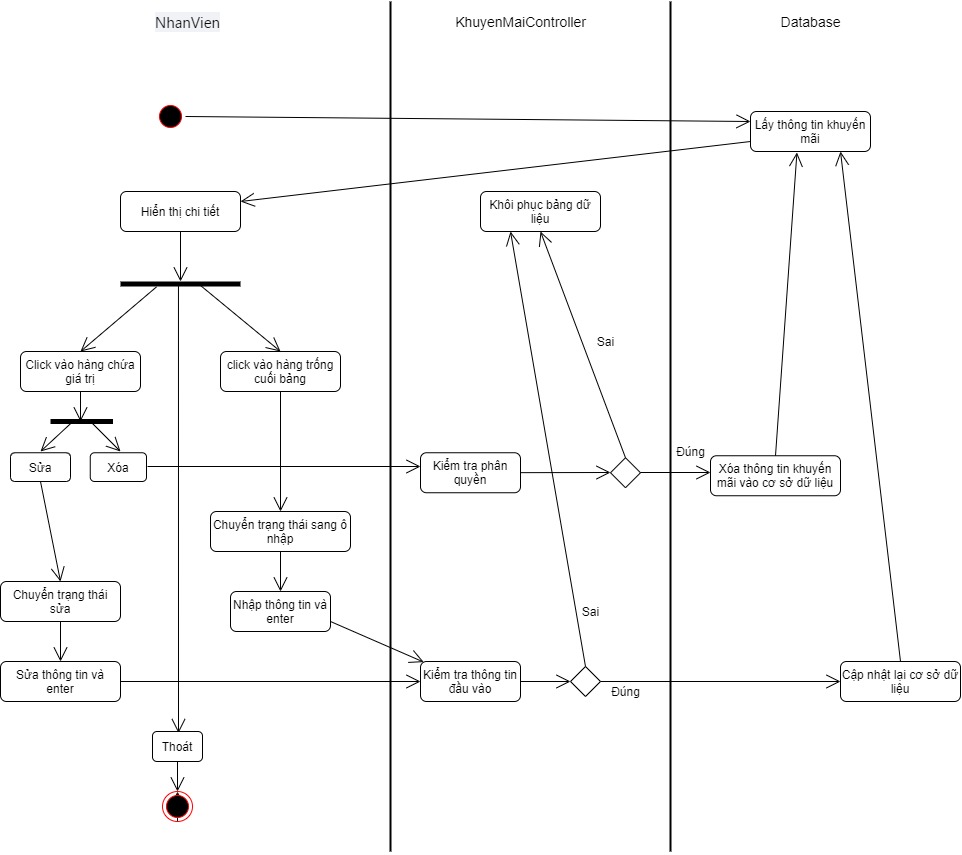 NhanVien
KhuyenMaiController
Database
Lấy thông tin khuyến
mãi
Hiển thị chi tiết
Khôi phục bảng dữ
liệu
Sai
Click vào hàng chứa
giá trị
click vào hàng trống
cuối bảng
Sửa
Xóa
Kiểm tra phân
quyền
Đúng
Xóa thông tin khuyến
mãi vào cơ sở dữ liệu
Chuyển trạng thái sang ô
nhập
Chuyển trạng thái
sửa
Nhập thông tin và
enter
Sai
Sửa thông tin và
enter
Kiểm tra thông tin
đầu vào
Đúng
Cập nhật lại cơ sở dữ
liệu
Thoát